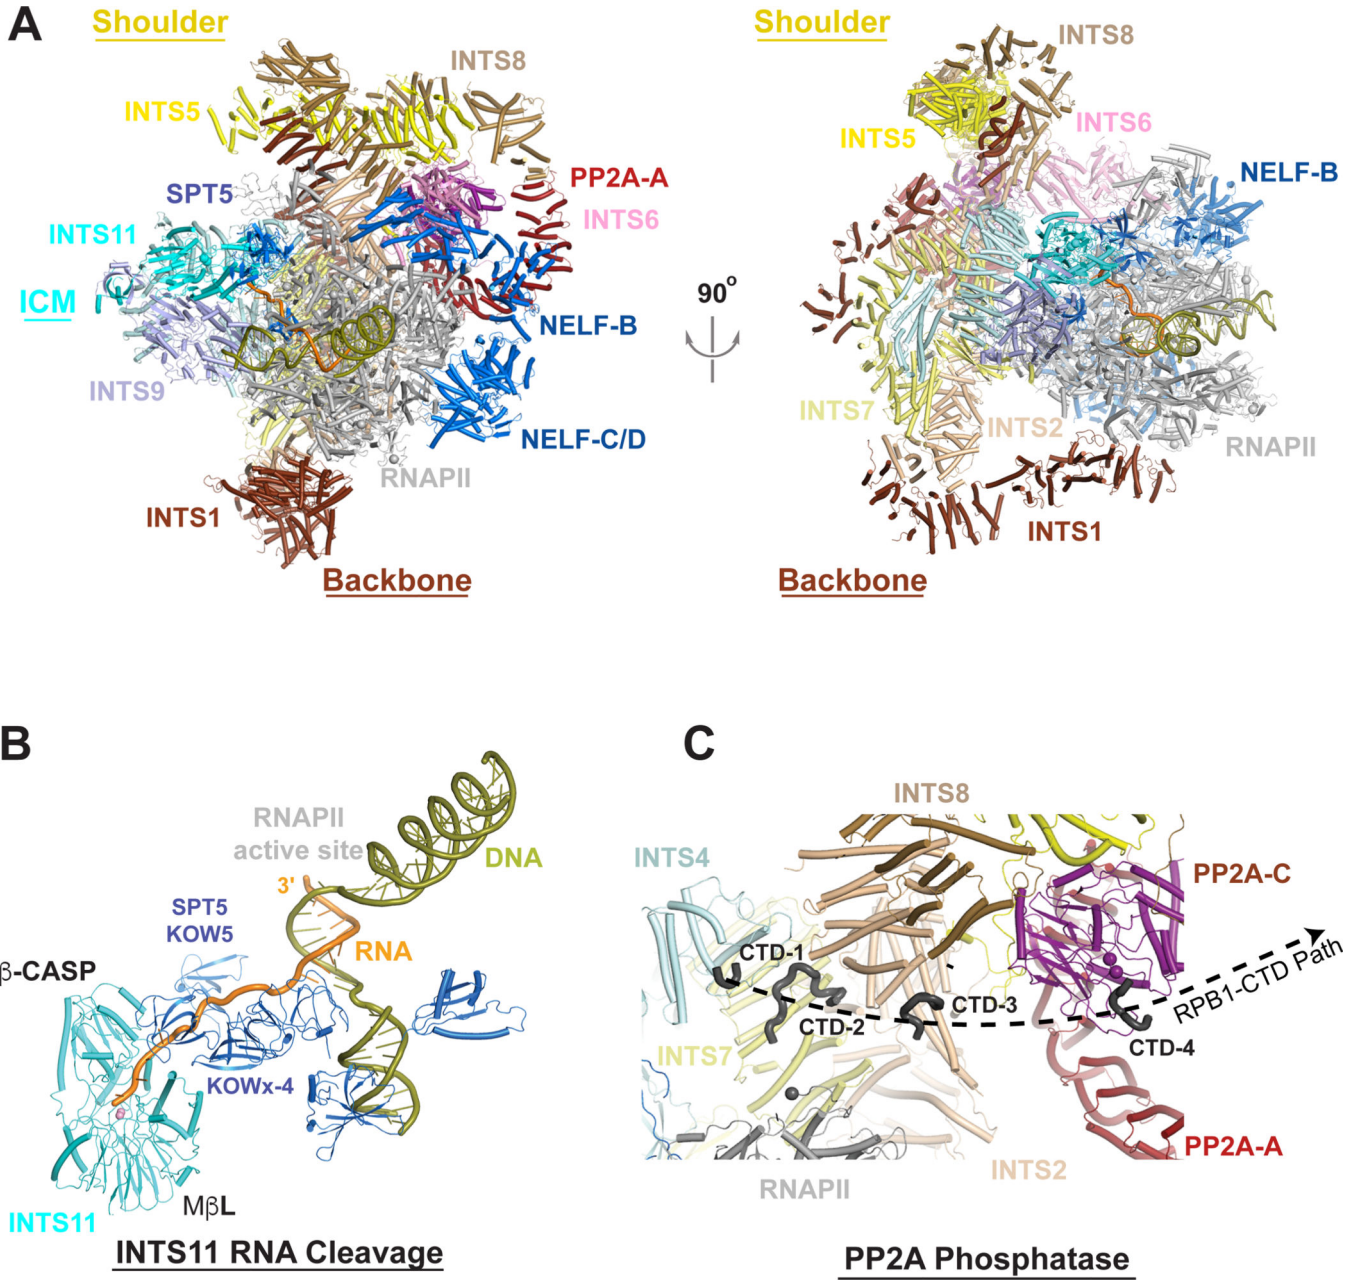 A
Shoulder
INTS8
INTS5
SPT5
PP2A-A
INTS6
INTS11
ICM
NELF-B
INTS9
NELF-C/D
RNAPII
INTS1
Backbone
90°
Shoulder
INTS8
INTS6
INTS5
NELF-B
INTS7
INTS2
RNAPII
INTS1
Backbone
B
RNAPII
active site
DNA
3'
SPT5
KOW5
RNA
β-CASP
KOWx-4
MβL
INTS11
INTS11 RNA Cleavage
C
INTS8
INTS4
PP2A-C
CTD-1
RPB1-CTD Path
CTD-3
CTD-2
CTD-4
INTS7
PP2A-A
INTS2
RNAPII
PP2A Phosphatase